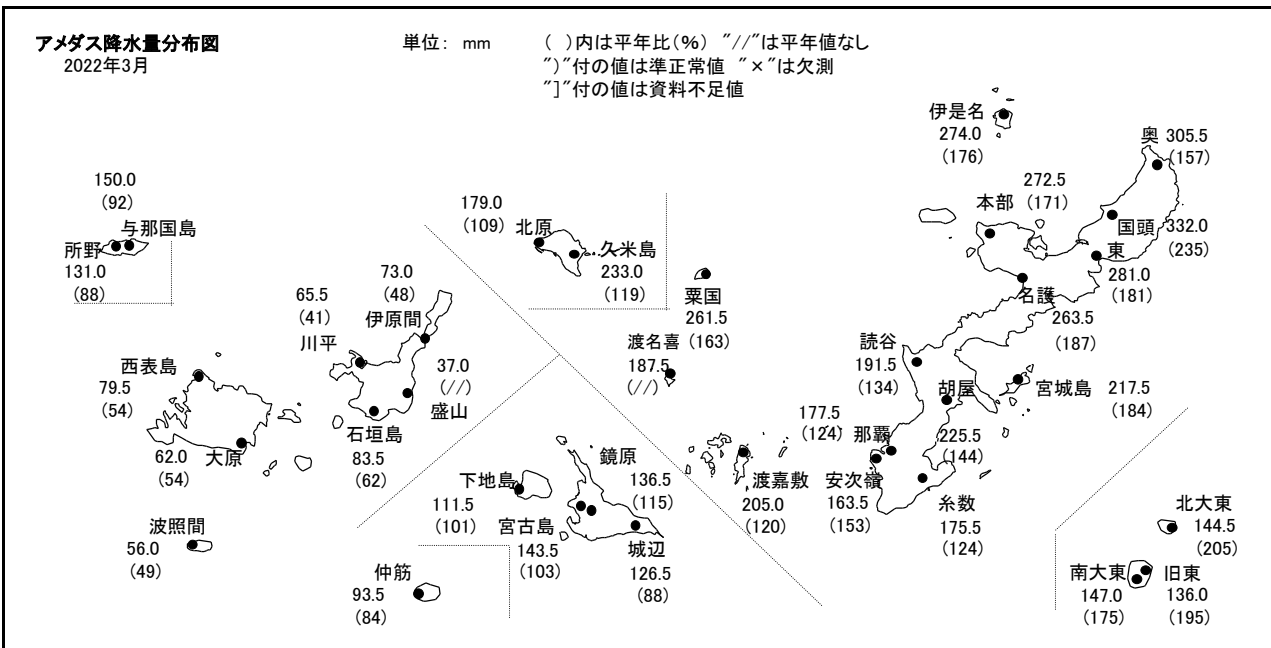 アメダス降水量分布図
2022年3月
単位: mm
( )内は平年比(%) "//"は平年値なし
")"付の値は準正常値 "×"は欠測
"]"付の値は資料不足値
伊是名
274.0
(176)
奥 305.5
(157)
272.5
本部 (171)
国頭 332.0
(235)
東
281.0
(181)
名護
263.5
(187)
150.0
(92)
与那国島
所野
131.0
(88)
179.0
(109)
北原
久米島
233.0
(119)
粟国
261.5
(163)
渡名喜
187.5
(//)
73.0
(48)
伊原間
65.5
(41)
川平
37.0
(//)
盛山
石垣島
83.5
(62)
西表島
79.5
(54)
62.0
(54)
大原
波照間
56.0
(49)
読谷
191.5
(134)
胡屋
225.5
(144)
宮城島 217.5
(184)
177.5
(124)
那覇
安次嶺
163.5
(153)
糸数
175.5
(124)
渡嘉敷
205.0
(120)
鏡原
136.5
(115)
下地島
111.5
(101)
宮古島
143.5
(103)
城辺
126.5
(88)
仲筋
93.5
(84)
北大東
144.5
(205)
南大東
147.0
(175)
旧東
136.0
(195)